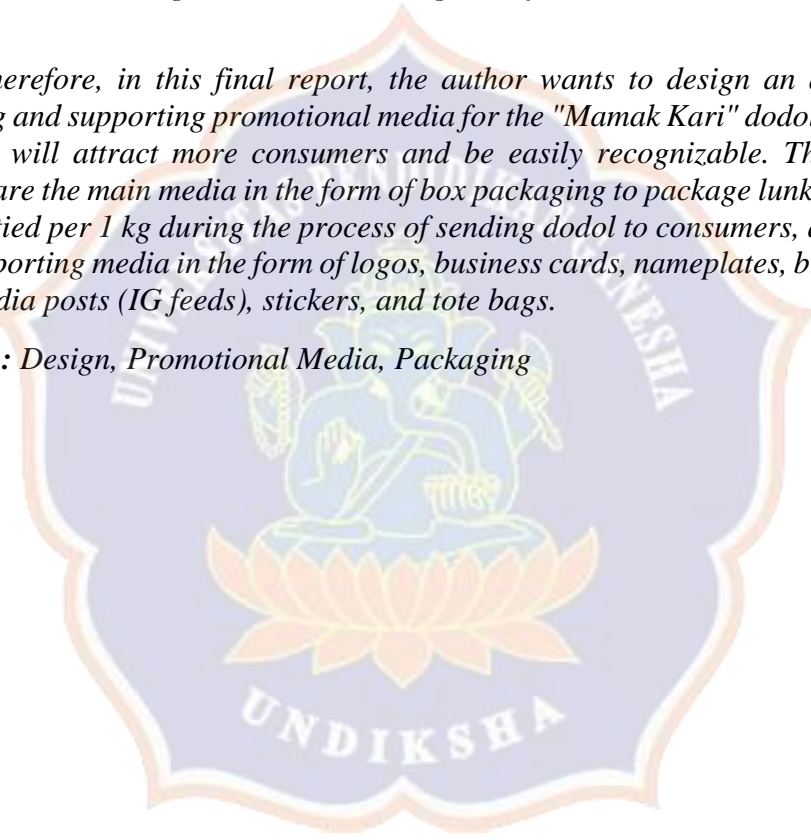 herefore, in this final report, the author wants to design an a
g and supporting promotional media for the "Mamak Kari" dodol
will attract more consumers and be easily recognizable. Th
are the main media in the form of box packaging to package lunk
tied per 1 kg during the process of sending dodol to consumers, a
porting media in the form of logos, business cards, nameplates, b
dia posts (IG feeds), stickers, and tote bags.
: Design, Promotional Media, Packaging
UNIVERSITAS PENDIDIKAN GANESHA
UNDIKSHA